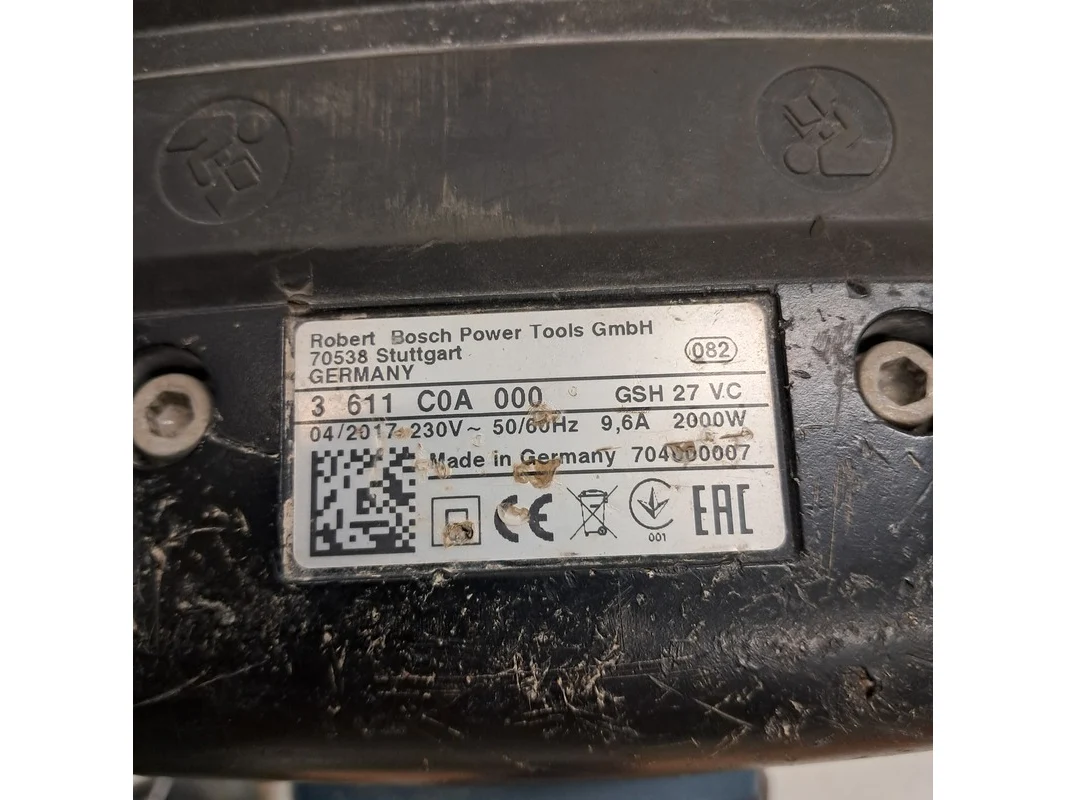 Robert Bosch Power Tools GmbH
70538 Stuttgart
GERMANY
082
3 611 C0A 000 GSH 27 VC
04/2017 230V~ 50/60Hz 9,6A 2000W
Made in Germany 704000007
CE
001
EAC